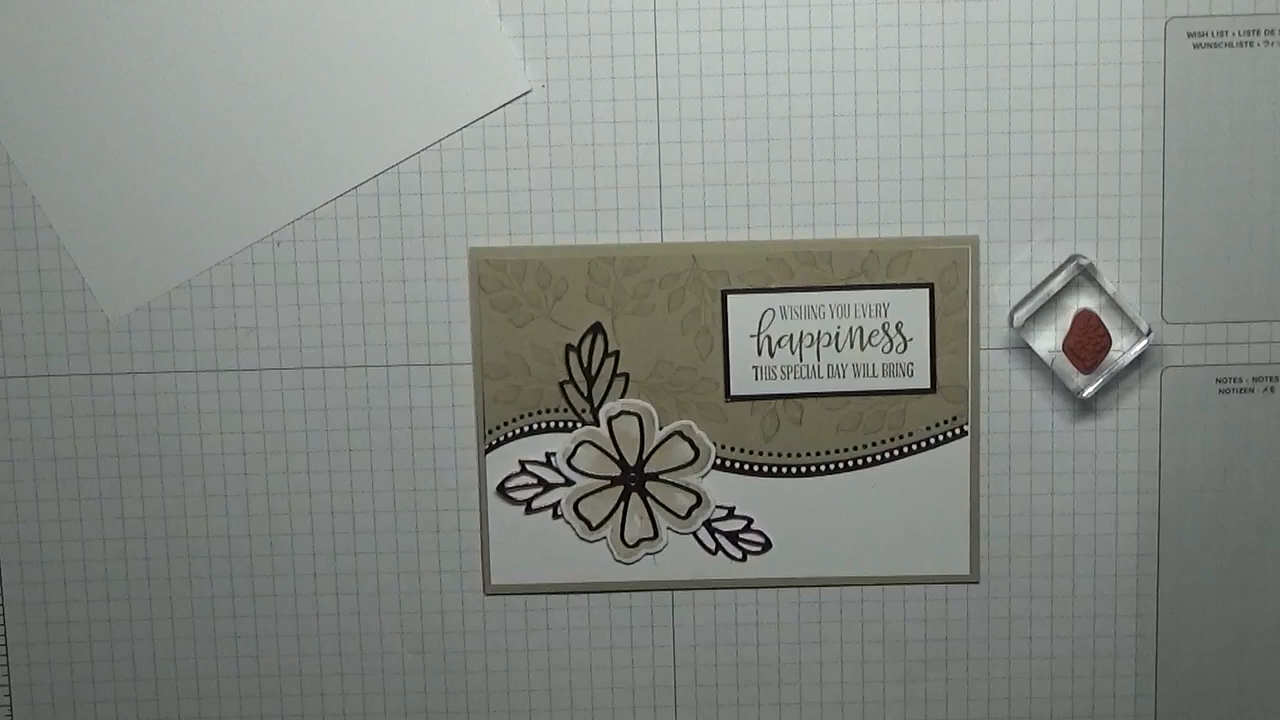 WISH LIST • LISTE DE
WUNSCHLISTE •
WISHING YOU EVERY
happiness
THIS SPECIAL DAY WILL BRING
NOTES • NOTES
NOTIZEN •